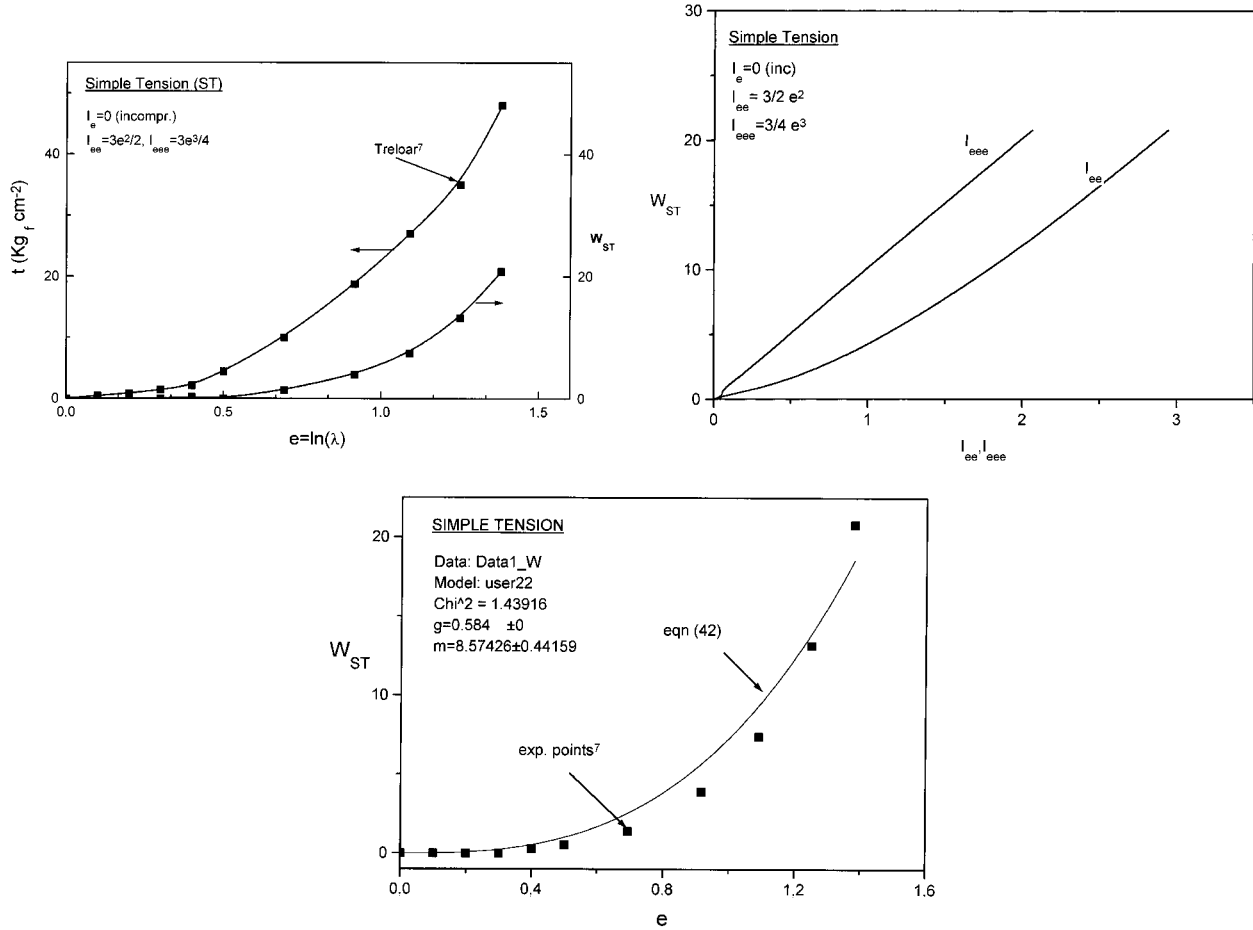 Simple Tension (ST)
I_e=0 (incompr.)
I_ee=3e²/2, I_eee=3e³/4
Treloar⁷
t (Kg_f cm-2)
40
20
0
W_ST
40
20
0
0.0 0.5 1.0 1.5
e=ln(λ)
Simple Tension
I_e=0 (inc)
I_ee= 3/2 e²
I_eee=3/4 e³
I_eee
I_ee
W_ST
30
20
10
0
0 1 2 3
I_ee,I_eee
SIMPLE TENSION
Data: Data1_W
Model: user22
Chi^2 = 1.43916
g=0.584 ±0
m=8.57426±0.44159
eqn (42)
exp. points⁷
W_ST
20
10
0
0.0 0.4 0.8 1.2 1.6
e